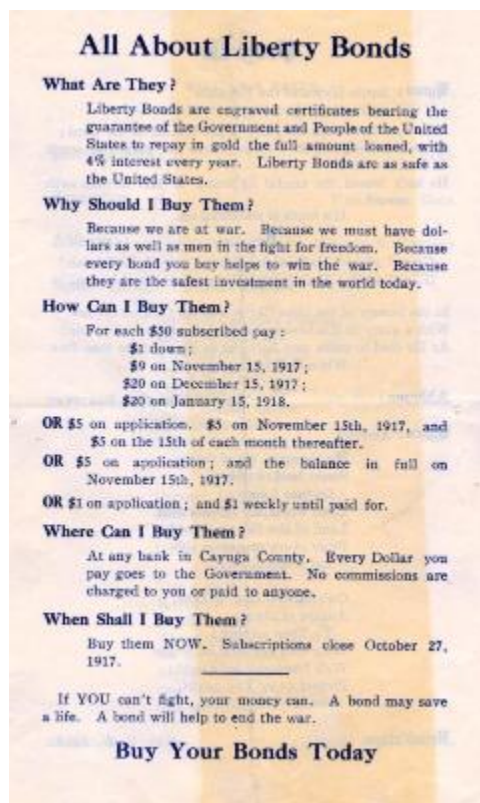 All About Liberty Bonds
What Are They?
Liberty Bonds are engraved certificates bearing the
guarantee of the Government and People of the United
States to repay in gold the full amount loaned, with
4% interest every year. Liberty Bonds are as safe as
the United States.
Why Should I Buy Them?
Because we are at war. Because we must have dol-
lars as well as men in the fight for freedom. Because
every bond you buy helps to win the war. Because
they are the safest investment in the world today.
How Can I Buy Them?
For each $50 subscribed pay:
$1 down;
$9 on November 15, 1917;
$20 on December 15, 1917;
$20 on January 15, 1918.
OR $5 on application. $5 on November 15th, 1917, and
$5 on the 15th of each month thereafter.
OR $5 on application; and the balance in full on
November 15th, 1917.
OR $1 on application; and $1 weekly until paid for.
Where Can I Buy Them?
At any bank in Cayuga County. Every Dollar you
pay goes to the Government. No commissions are
charged to you or paid to anyone.
When Shall I Buy Them?
Buy them NOW. Subscriptions close October 27,
1917.
If YOU can't fight, your money can. A bond may save
a life. A bond will help to end the war.
Buy Your Bonds Today